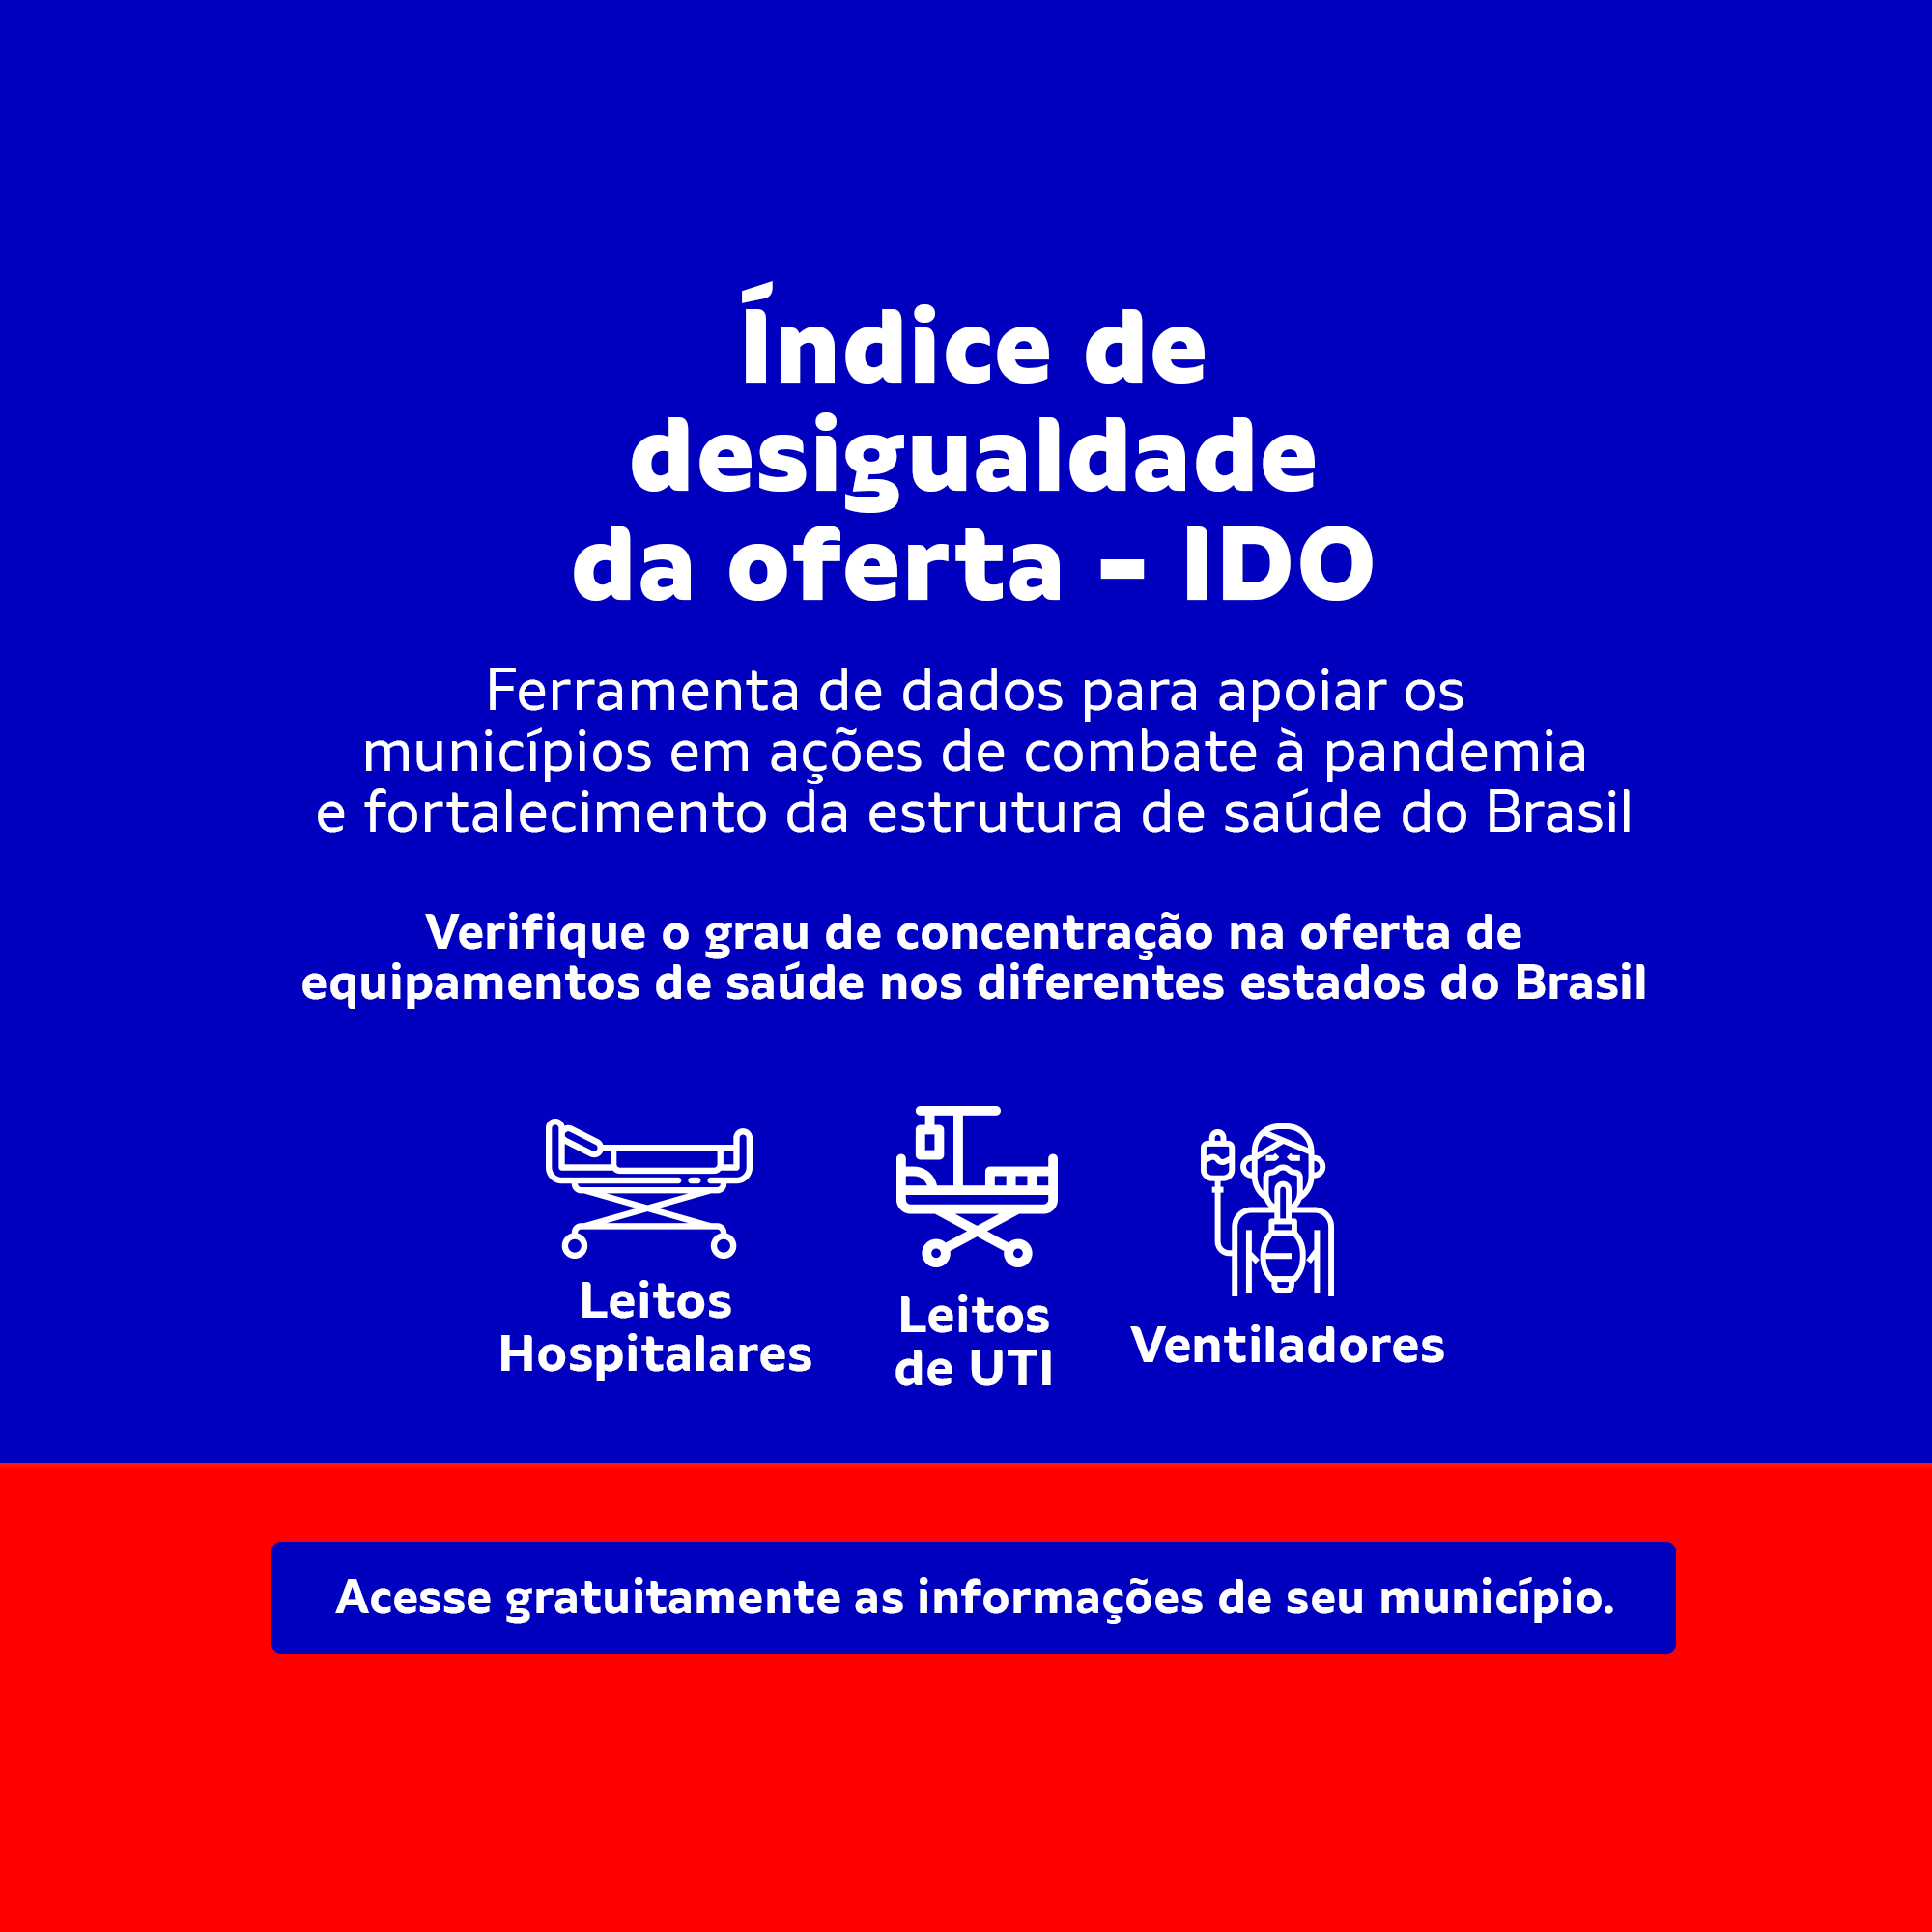 Índice de
desigualdade
da oferta - IDO
Ferramenta de dados para apoiar os
municípios em ações de combate à pandemia
e fortalecimento da estrutura de saúde do Brasil
Verifique o grau de concentração na oferta de
equipamentos de saúde nos diferentes estados do Brasil
Leitos
Hospitalares
Leitos
de UTI
Ventiladores
Acesse gratuitamente as informações de seu município.